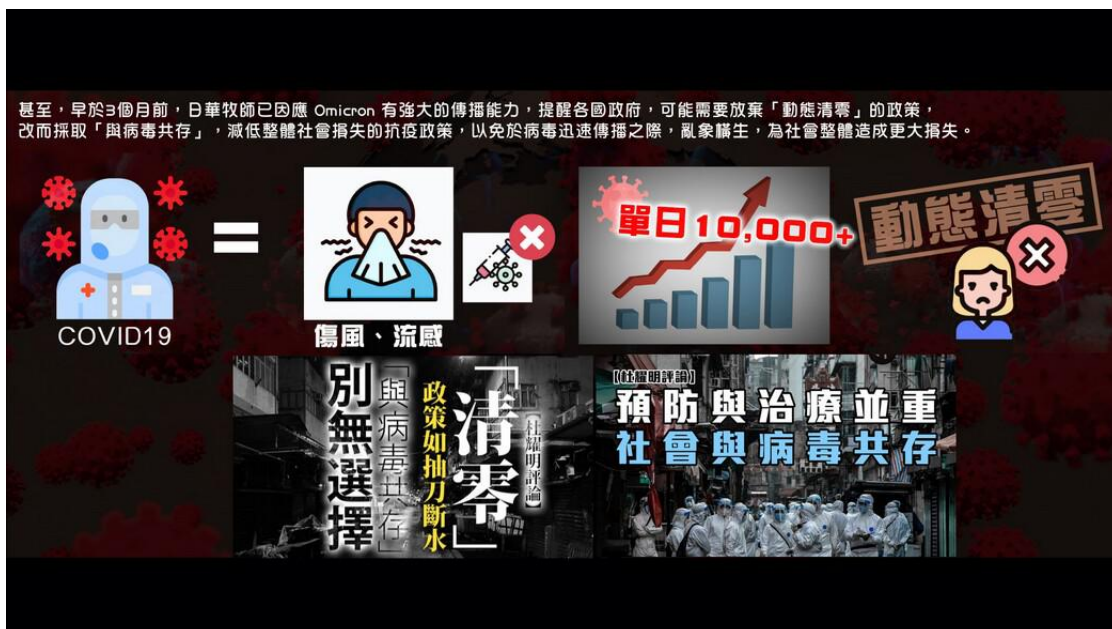 甚至，早於3個月前，日華牧師已因應 Omicron 有強大的傳播能力，提醒各國政府，可能需要放棄「動態清零」的政策，
改而採取「與病毒共存」，減低整體社會損失的抗疫政策，以免於病毒迅速傳播之際，亂象橫生，為社會整體造成更大損失。
COVID19
傷風、流感
單日10,000+
動態清零
【杜耀明評論】
「清零」
政策如抽刀斷水
「與病毒共存」
別無選擇
【杜耀明評論】
預防與治療並重
社會與病毒共存